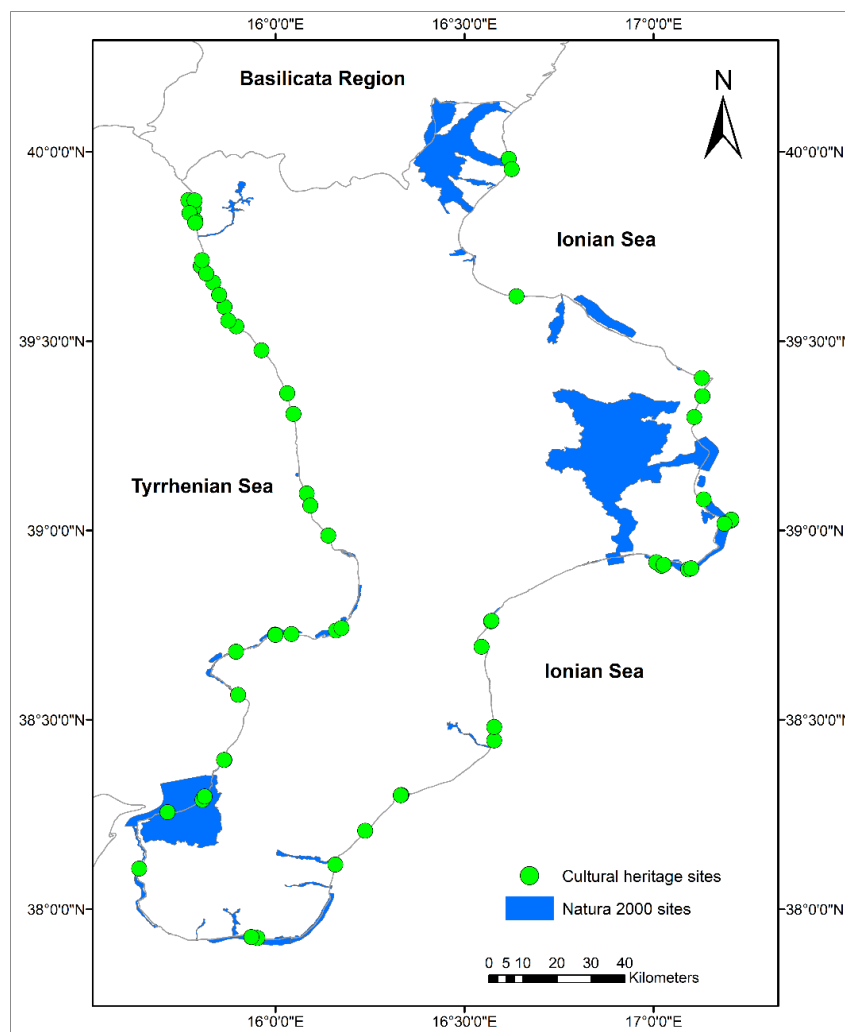 16°0'0"E 16°30'0"E 17°0'0"E
Basilicata Region
N
40°0'0"N 40°0'0"N
Ionian Sea
39°30'0"N 39°30'0"N
Tyrrhenian Sea
39°0'0"N 39°0'0"N
Ionian Sea
38°30'0"N 38°30'0"N
Cultural heritage sites
Natura 2000 sites
38°0'0"N 38°0'0"N
0 5 10 20 30 40
Kilometers
16°0'0"E 16°30'0"E 17°0'0"E